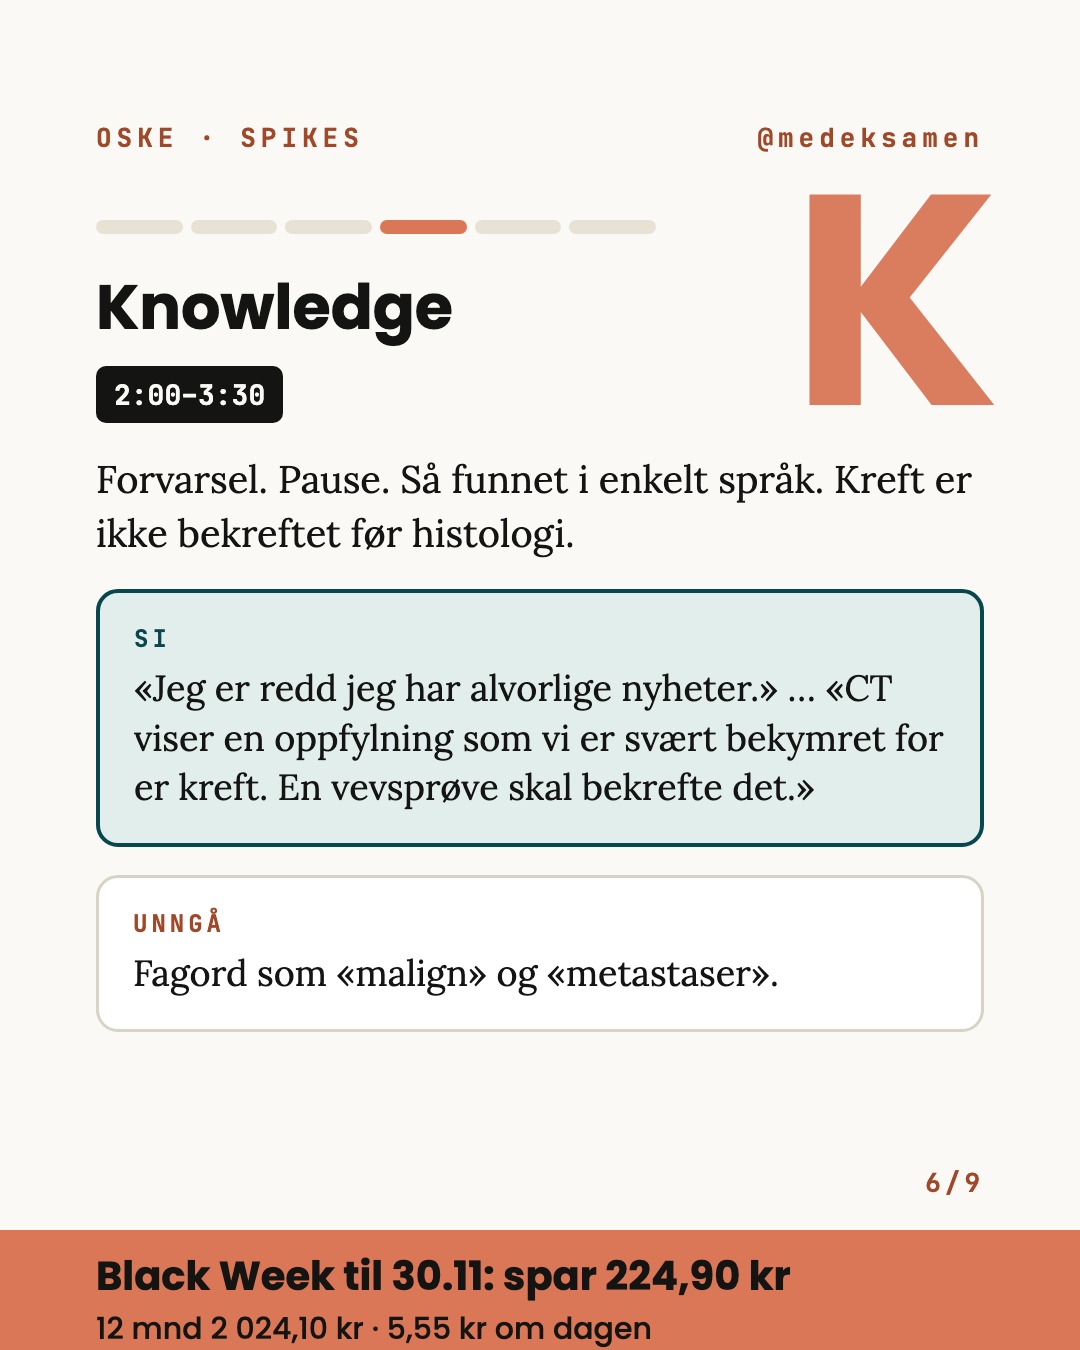 OSKE · SPIKES
@medeksamen
K
Knowledge
2:00–3:30
Forvarsel. Pause. Så funnet i enkelt språk. Kreft er
ikke bekreftet før histologi.
SI
«Jeg er redd jeg har alvorlige nyheter.» … «CT
viser en oppfylning som vi er svært bekymret for
er kreft. En vevsprøve skal bekrefte det.»
UNNGÅ
Fagord som «malign» og «metastaser».
6/9
Black Week til 30.11: spar 224,90 kr
12 mnd 2 024,10 kr · 5,55 kr om dagen